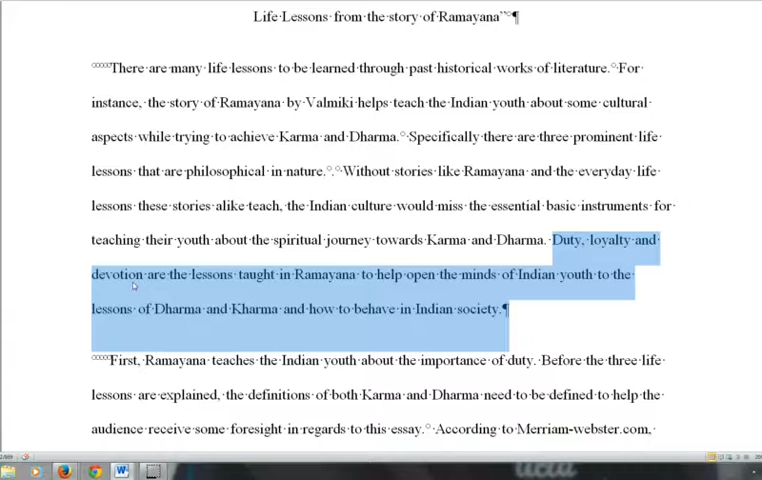 Life Lessons from the story of Ramayana”¶
There are many life lessons to be learned through past historical works of literature. For
instance, the story of Ramayana by Valmiki helps teach the Indian youth about some cultural
aspects while trying to achieve Karma and Dharma. Specifically there are three prominent life
lessons that are philosophical in nature. . Without stories like Ramayana and the everyday life
lessons these stories alike teach, the Indian culture would miss the essential basic instruments for
teaching their youth about the spiritual journey towards Karma and Dharma. Duty, loyalty and
devotion are the lessons taught in Ramayana to help open the minds of Indian youth to the
lessons of Dharma and Kharma and how to behave in Indian society.¶
First, Ramayana teaches the Indian youth about the importance of duty. Before the three life
lessons are explained, the definitions of both Karma and Dharma need to be defined to help the
audience receive some foresight in regards to this essay. According to Merriam-webster.com,